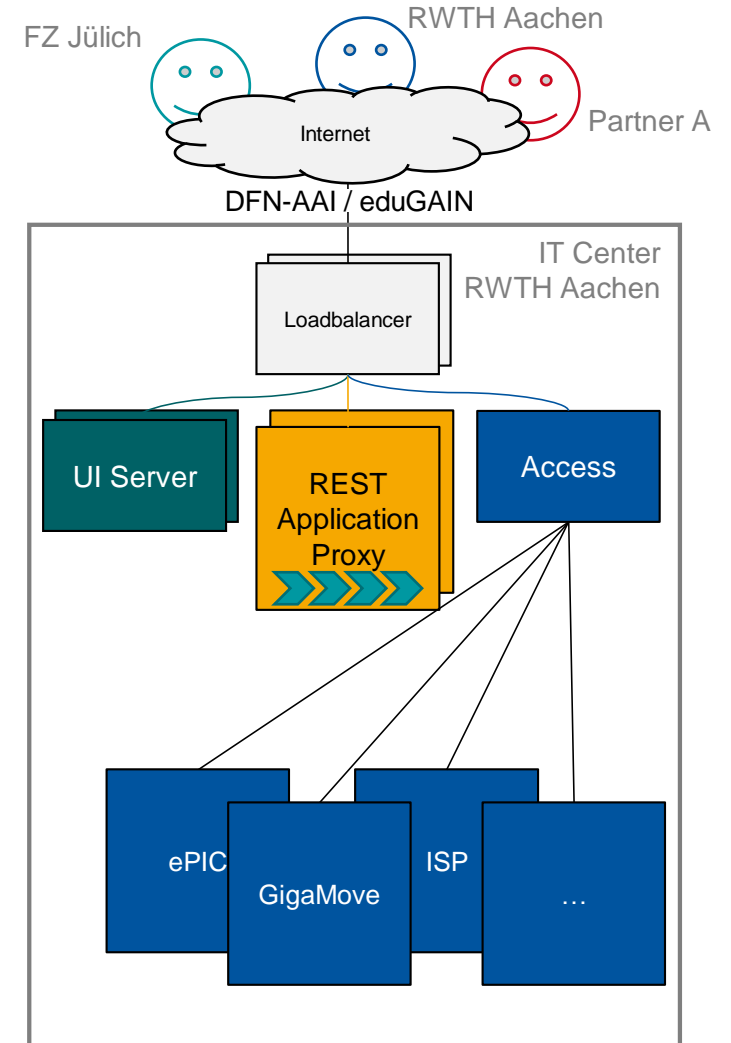 FZ Jülich
RWTH Aachen
Partner A
Internet
DFN-AAI / eduGAIN
IT Center
RWTH Aachen
Loadbalancer
UI Server
REST
Application
Proxy
Access
ePIC
GigaMove
ISP
…